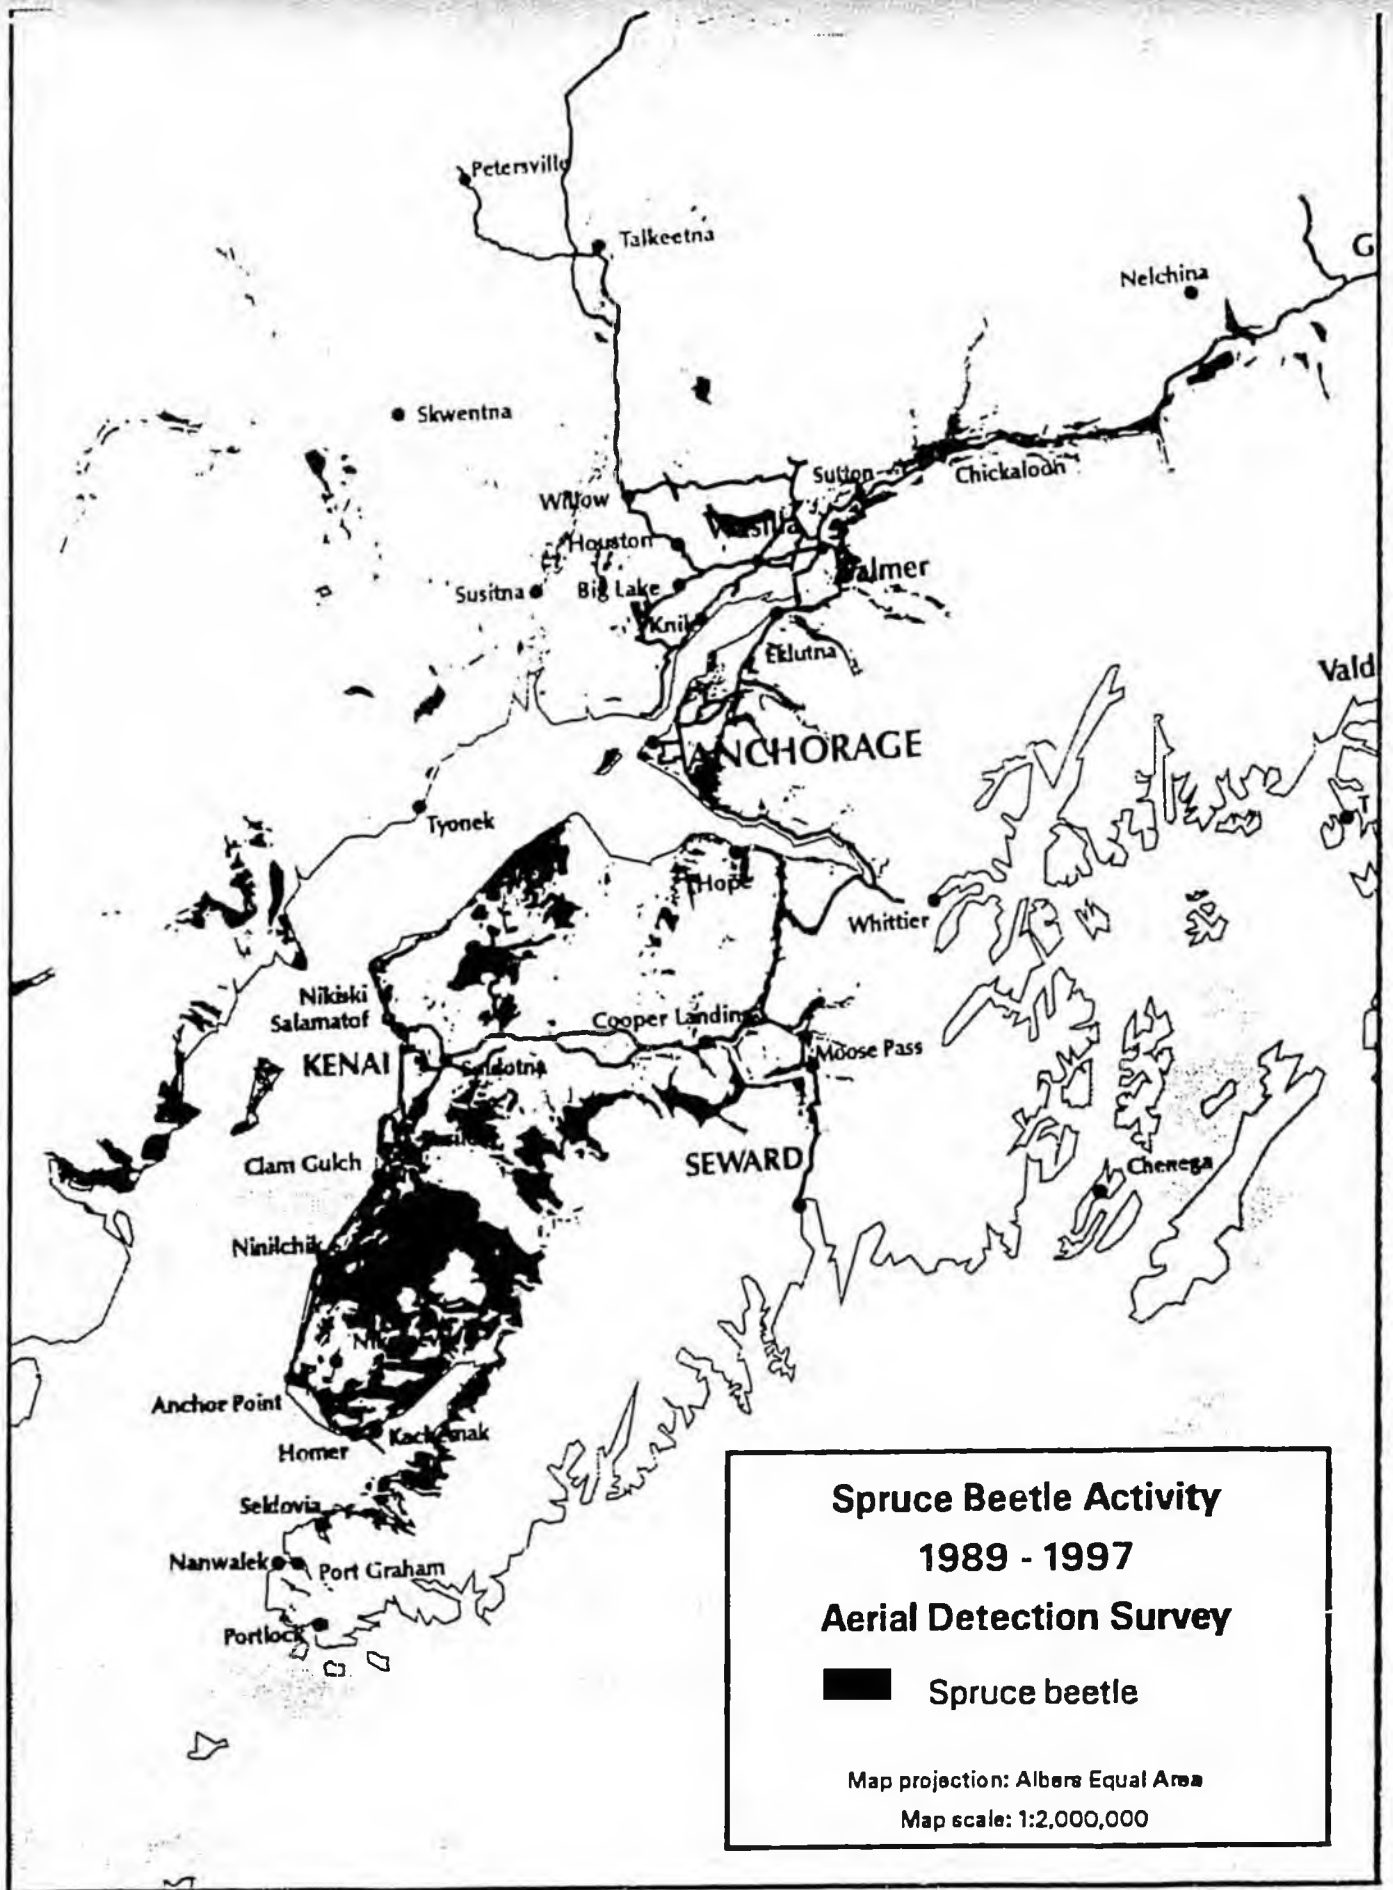 Petersville
Talkeetna
G
Nelchina
Skwentna
Sutton
Chickaloon
Willow
Wasilla
Houston
Palmer
Big Lake
Susitna
Knik
Eklutna
Vald
ANCHORAGE
T
Tyonek
Hope
Whittier
Nikiski
Salamatof
Cooper Landing
KENAI
Soldotna
Moose Pass
Clam Gulch
SEWARD
Chenega
Ninilchik
Anchor Point
Kachemak
Homer
Seldovia
Nanwalek
Port Graham
Portlock
Spruce Beetle Activity
1989 - 1997
Aerial Detection Survey
Spruce beetle
Map projection: Albers Equal Area
Map scale: 1:2,000,000